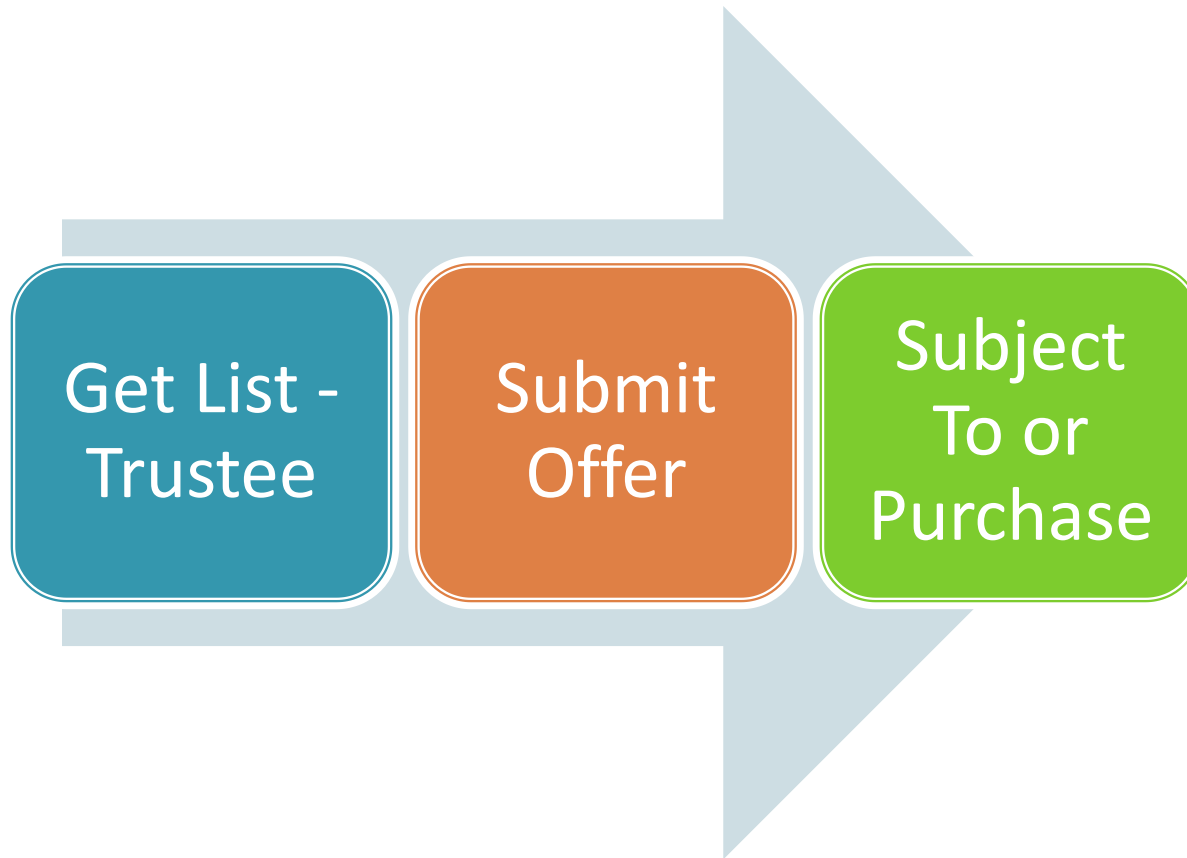 Get List -
Trustee
Submit
Offer
Subject
To or
Purchase